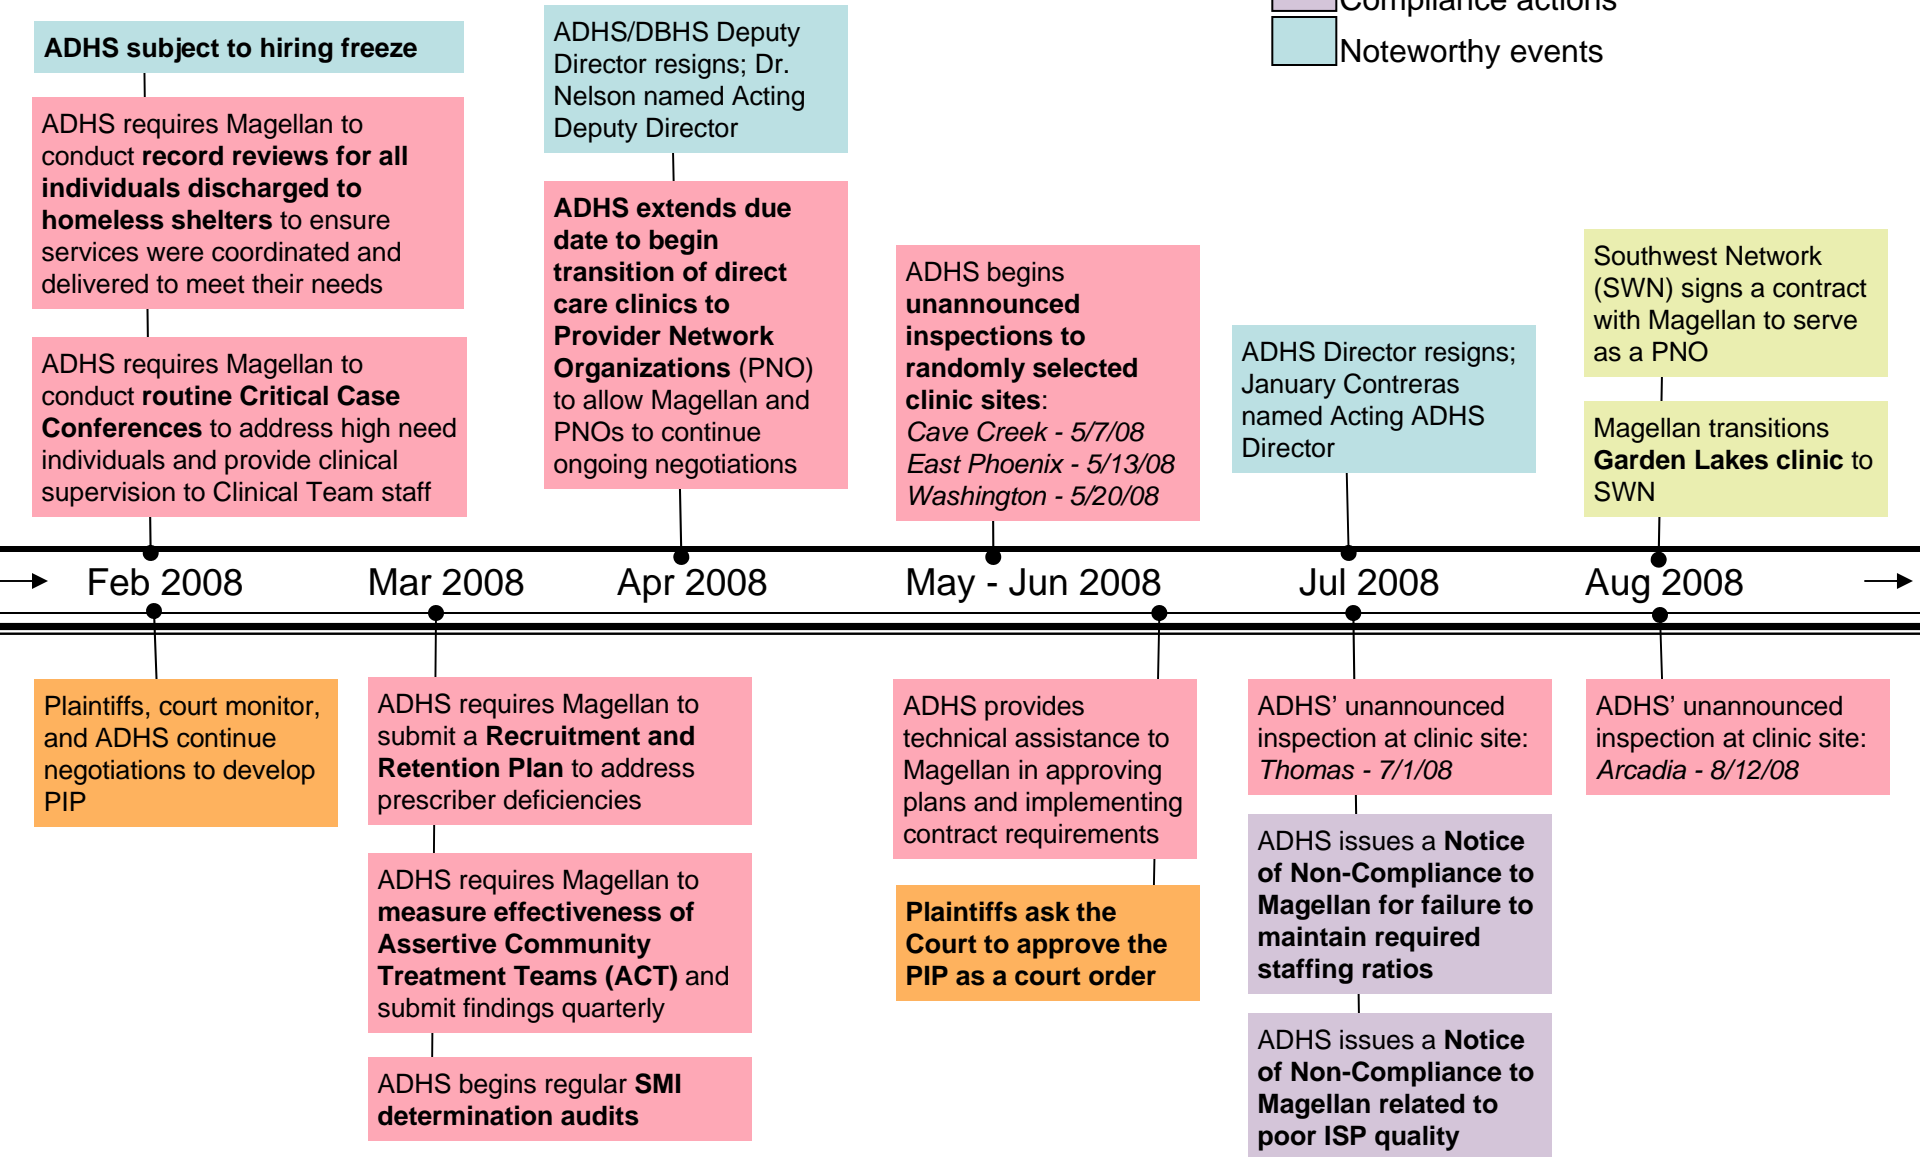 Compliance actions
Noteworthy events
ADHS subject to hiring freeze
ADHS requires Magellan to
conduct record reviews for all
individuals discharged to
homeless shelters to ensure
services were coordinated and
delivered to meet their needs
ADHS requires Magellan to
conduct routine Critical Case
Conferences to address high need
individuals and provide clinical
supervision to Clinical Team staff
ADHS/DBHS Deputy
Director resigns; Dr.
Nelson named Acting
Deputy Director
ADHS extends due
date to begin
transition of direct
care clinics to
Provider Network
Organizations (PNO)
to allow Magellan and
PNOs to continue
ongoing negotiations
ADHS begins
unannounced
inspections to
randomly selected
clinic sites:
Cave Creek - 5/7/08
East Phoenix - 5/13/08
Washington - 5/20/08
ADHS Director resigns;
January Contreras
named Acting ADHS
Director
Southwest Network
(SWN) signs a contract
with Magellan to serve
as a PNO
Magellan transitions
Garden Lakes clinic to
SWN
Feb 2008 Mar 2008 Apr 2008 May - Jun 2008 Jul 2008 Aug 2008
Plaintiffs, court monitor,
and ADHS continue
negotiations to develop
PIP
ADHS requires Magellan to
submit a Recruitment and
Retention Plan to address
prescriber deficiencies
ADHS requires Magellan to
measure effectiveness of
Assertive Community
Treatment Teams (ACT) and
submit findings quarterly
ADHS begins regular SMI
determination audits
ADHS provides
technical assistance to
Magellan in approving
plans and implementing
contract requirements
Plaintiffs ask the
Court to approve the
PIP as a court order
ADHS’ unannounced
inspection at clinic site:
Thomas - 7/1/08
ADHS issues a Notice
of Non-Compliance to
Magellan for failure to
maintain required
staffing ratios
ADHS issues a Notice
of Non-Compliance to
Magellan related to
poor ISP quality
ADHS’ unannounced
inspection at clinic site:
Arcadia - 8/12/08